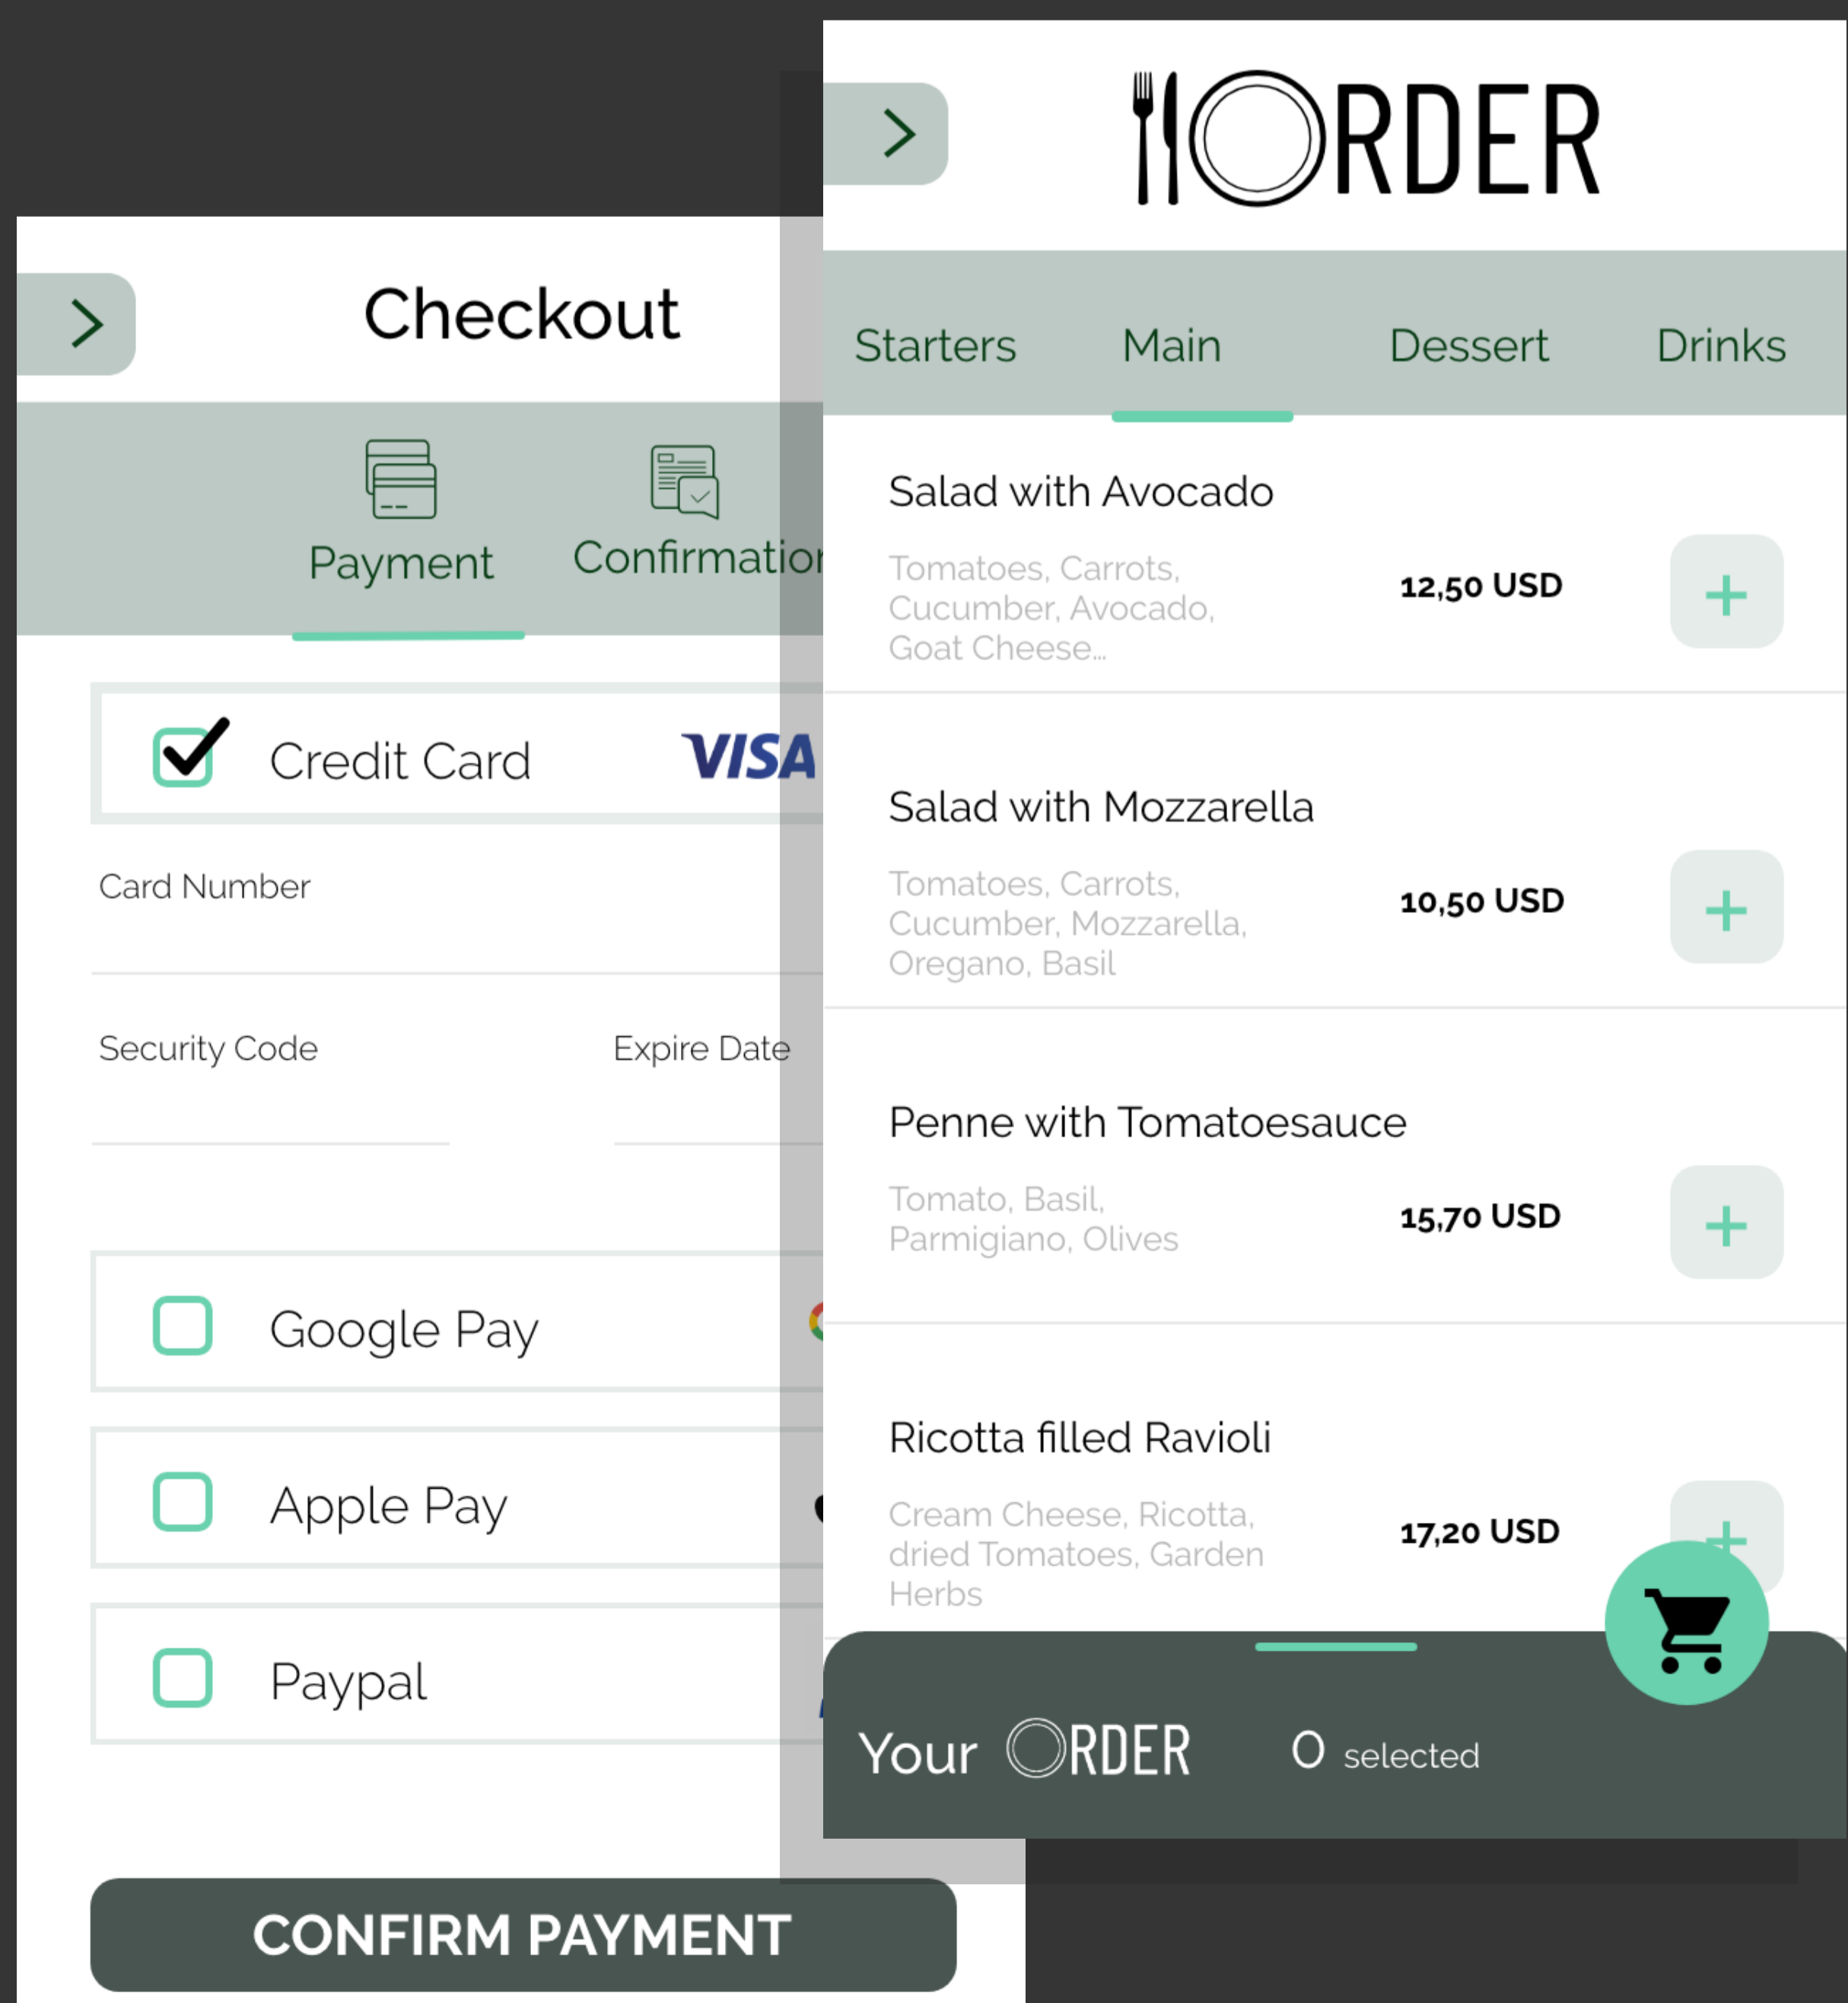 Checkout
Payment
Confirmation
Credit Card
VISA
Card Number
Security Code
Expire Date
Google Pay
Apple Pay
Paypal
CONFIRM PAYMENT
ORDER
Starters
Main
Dessert
Drinks
Salad with Avocado
Tomatoes, Carrots,
Cucumber, Avocado,
Goat Cheese...
12,50 USD
+
Salad with Mozzarella
Tomatoes, Carrots,
Cucumber, Mozzarella,
Oregano, Basil
10,50 USD
+
Penne with Tomatoesauce
Tomato, Basil,
Parmigiano, Olives
15,70 USD
+
Ricotta filled Ravioli
Cream Cheese, Ricotta,
dried Tomatoes, Garden
Herbs
17,20 USD
+
Your ORDER
0 selected